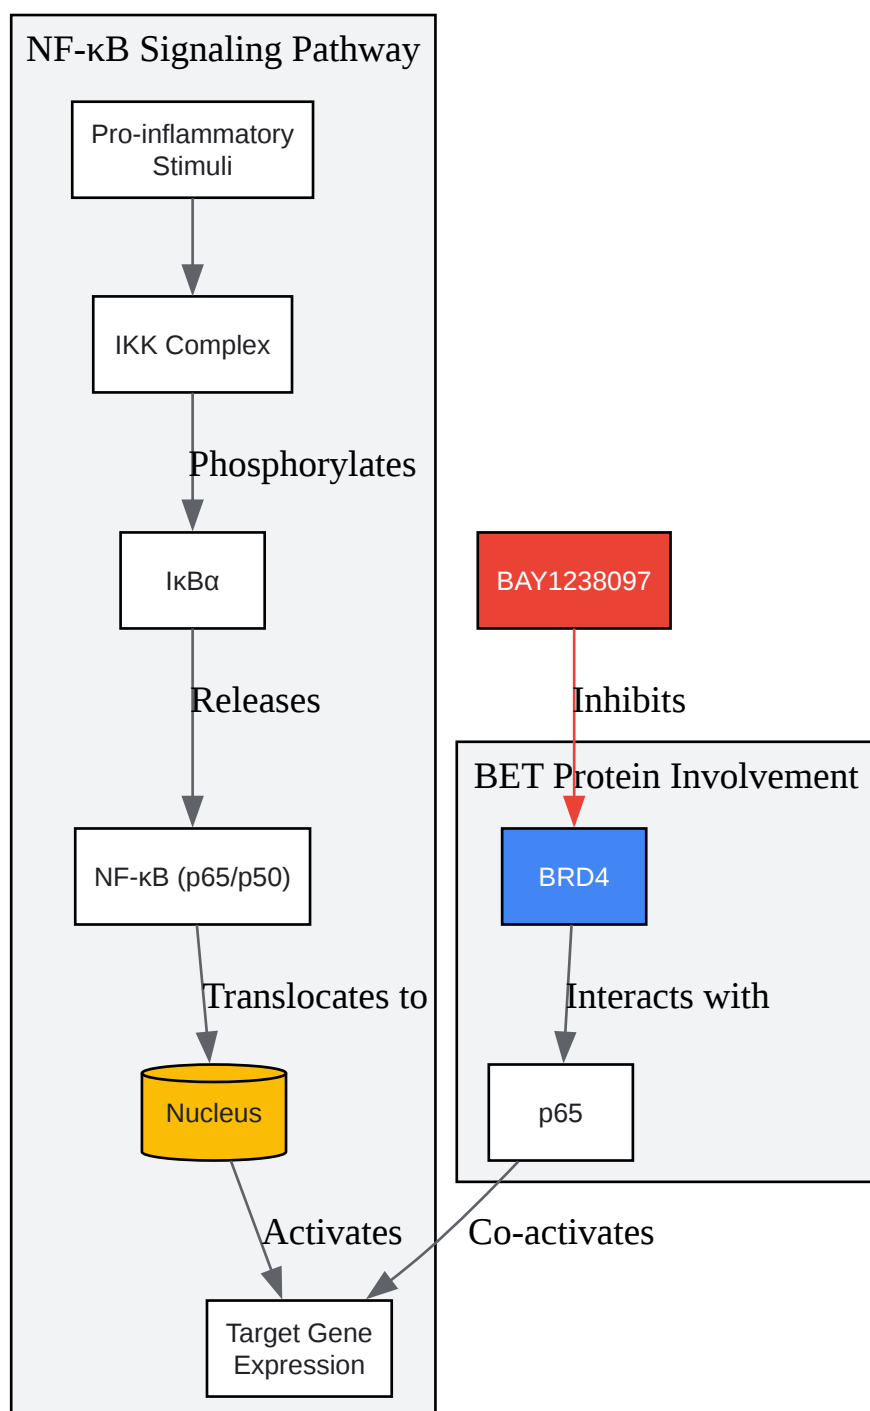 NF-κB Signaling Pathway
Pro-inflammatory
Stimuli
IKK Complex
Phosphorylates
IκBα
Releases
NF-κB (p65/p50)
Translocates to
Nucleus
Activates
Target Gene
Expression
BAY1238097
Inhibits
BET Protein Involvement
BRD4
Interacts with
p65
Co-activates